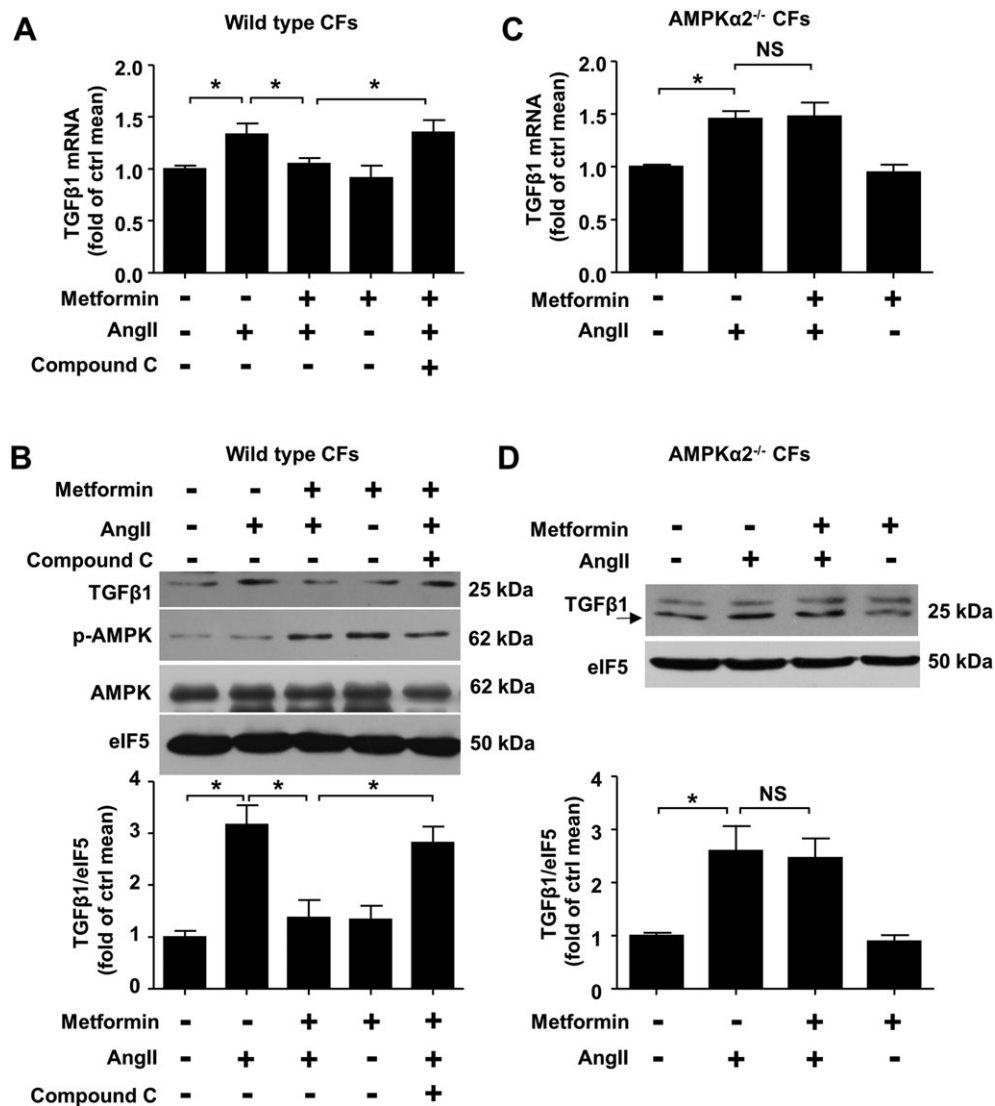 A
Wild type CFs
TGFβ1 mRNA
(fold of ctrl mean)
2.0
1.5
1.0
0.5
0.0
* * *
Metformin - - + + +
AngII - + + - +
Compound C - - - - +
C
AMPKα2-/- CFs
TGFβ1 mRNA
(fold of ctrl mean)
2.0
1.5
1.0
0.5
0.0
* NS
Metformin - - + +
AngII - + + -
B
Wild type CFs
Metformin - - + + +
AngII - + + - +
Compound C - - - - +
TGFβ1 25 kDa
p-AMPK 62 kDa
AMPK 62 kDa
eIF5 50 kDa
TGFβ1/eIF5
(fold of ctrl mean)
4
3
2
1
0
* * *
Metformin - - + + +
AngII - + + - +
Compound C - - - - +
D
AMPKα2-/- CFs
Metformin - - + +
AngII - + + -
TGFβ1 25 kDa
eIF5 50 kDa
TGFβ1/eIF5
(fold of ctrl mean)
4
3
2
1
0
* NS
Metformin - - + +
AngII - + + -